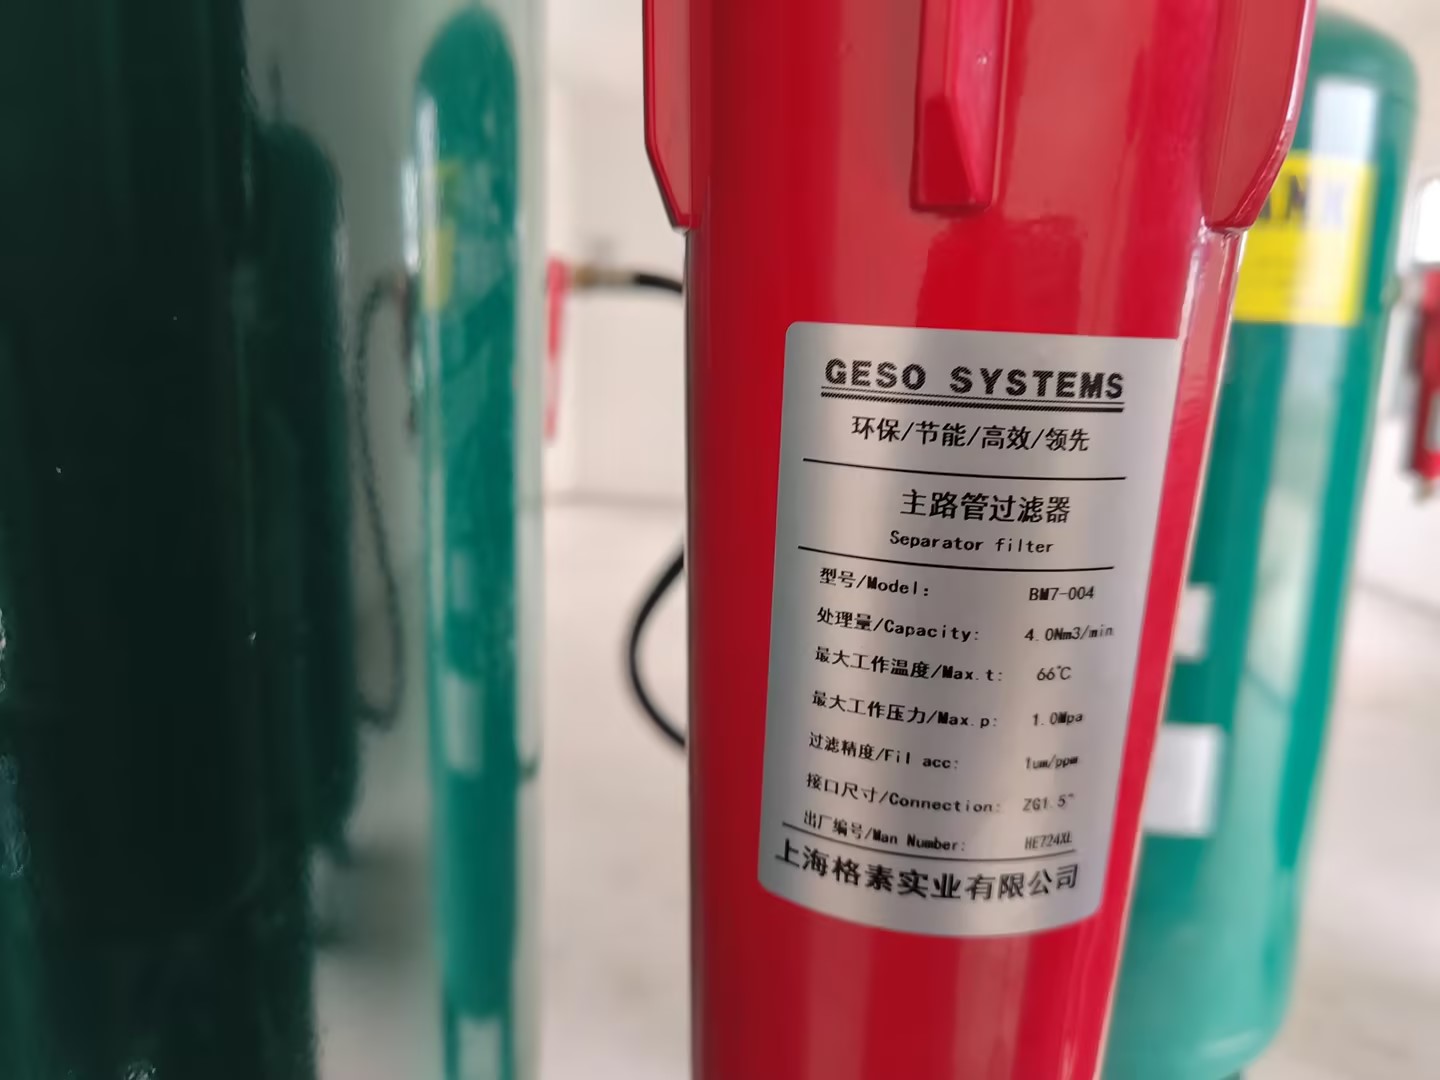 GESO SYSTEMS
环保/节能/高效/领先
主路管过滤器
Separator filter
型号/Model: BM7-004
处理量/Capacity: 4.0Nm3/min
最大工作温度/Max.t: 66℃
最大工作压力/Max.p: 1.0Mpa
过滤精度/Fil acc: 1um/ppm
接口尺寸/Connection: ZG1.5"
出厂编号/Man Number: HE724XL
上海格素实业有限公司